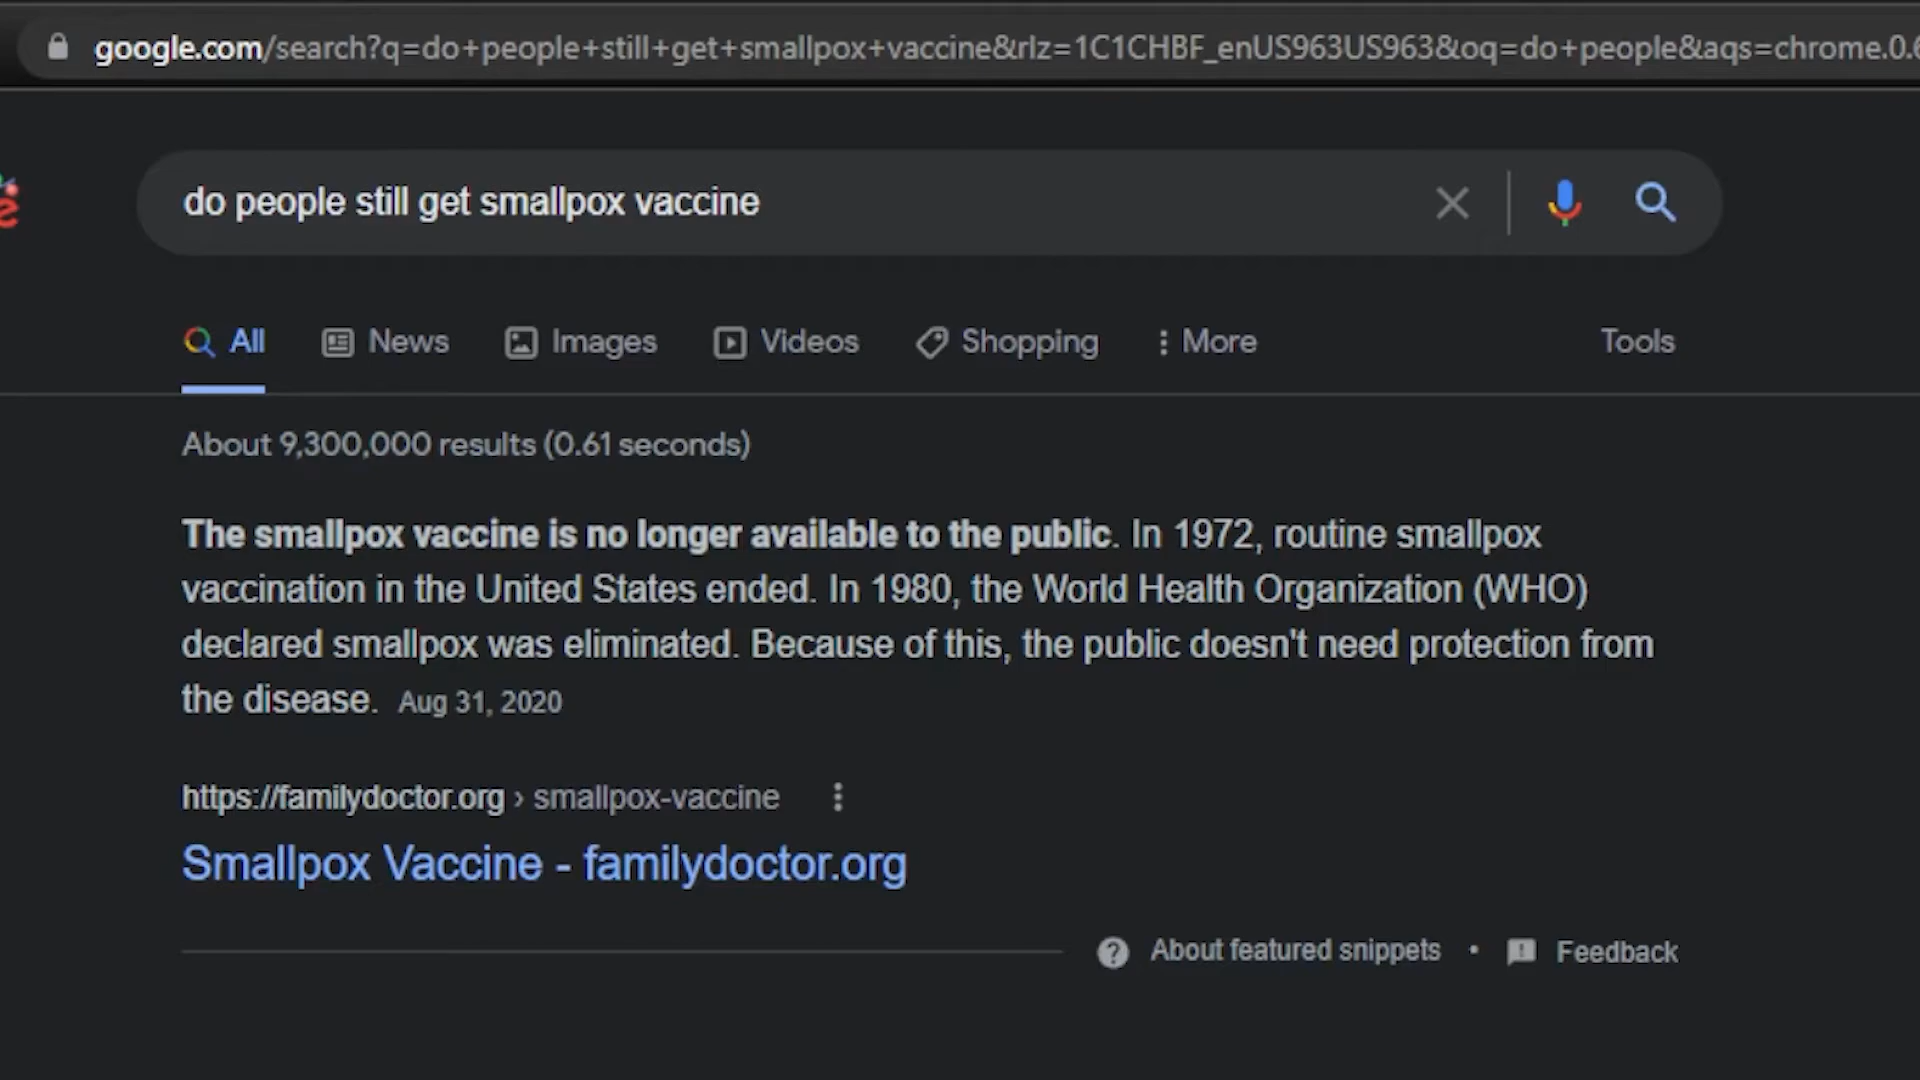 google.com/search?q=do+people+still+get+smallpox+vaccine&rlz=1C1CHBF_enUS963US963&oq=do+people&aqs=chrome.0.6
do people still get smallpox vaccine
All News Images Videos Shopping More Tools
About 9,300,000 results (0.61 seconds)
The smallpox vaccine is no longer available to the public. In 1972, routine smallpox
vaccination in the United States ended. In 1980, the World Health Organization (WHO)
declared smallpox was eliminated. Because of this, the public doesn't need protection from
the disease. Aug 31, 2020
https://familydoctor.org › smallpox-vaccine
Smallpox Vaccine - familydoctor.org
About featured snippets • Feedback